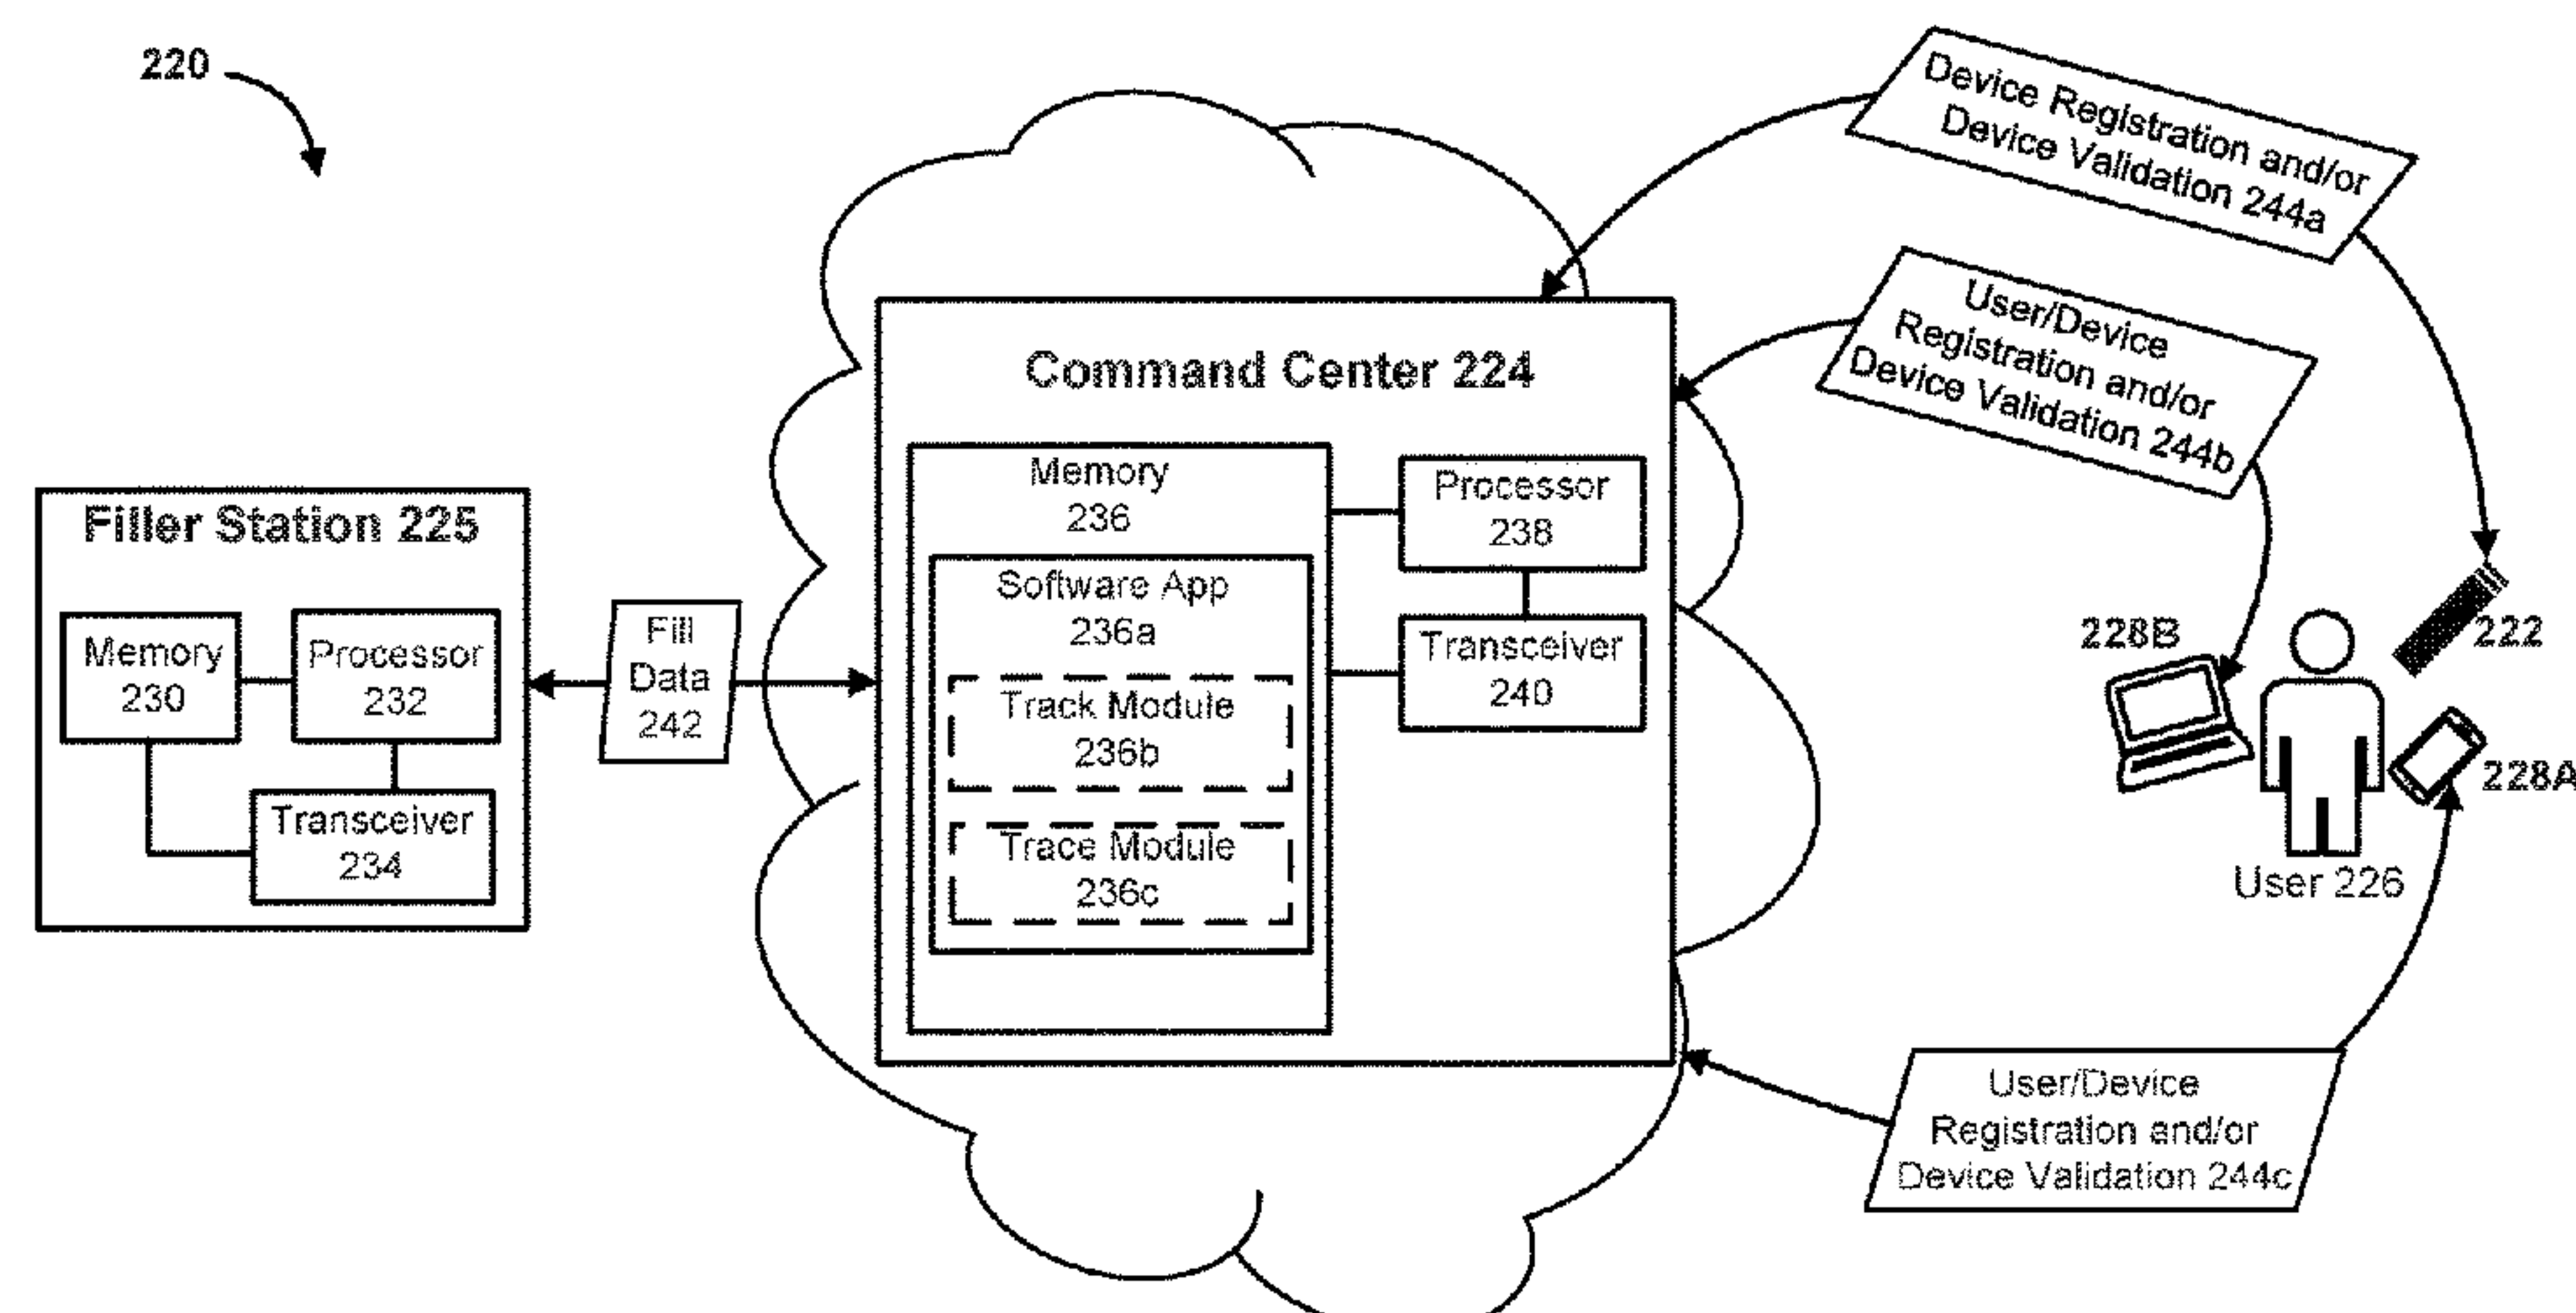 220
Device Registration and/or
Device Validation 244a
User/Device
Registration and/or
Device Validation 244b
Command Center 224
Memory
236
Processor
238
Software App
236a
Transceiver
240
Track Module
236b
Trace Module
236c
Filler Station 225
Memory
230
Processor
232
Transceiver
234
Fill
Data
242
228B
222
228A
User 226
User/Device
Registration and/or
Device Validation 244c